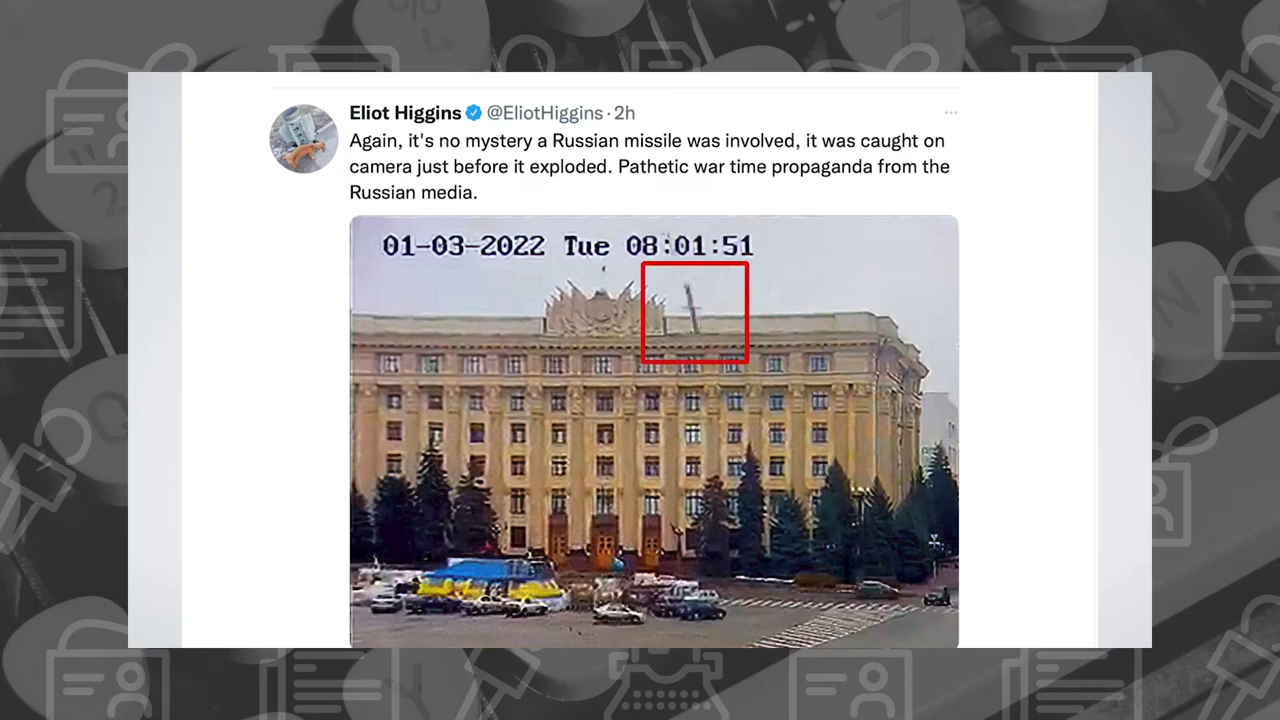 Eliot Higgins @EliotHiggins · 2h
Again, it's no mystery a Russian missile was involved, it was caught on
camera just before it exploded. Pathetic war time propaganda from the
Russian media.
01-03-2022 Tue 08:01:51